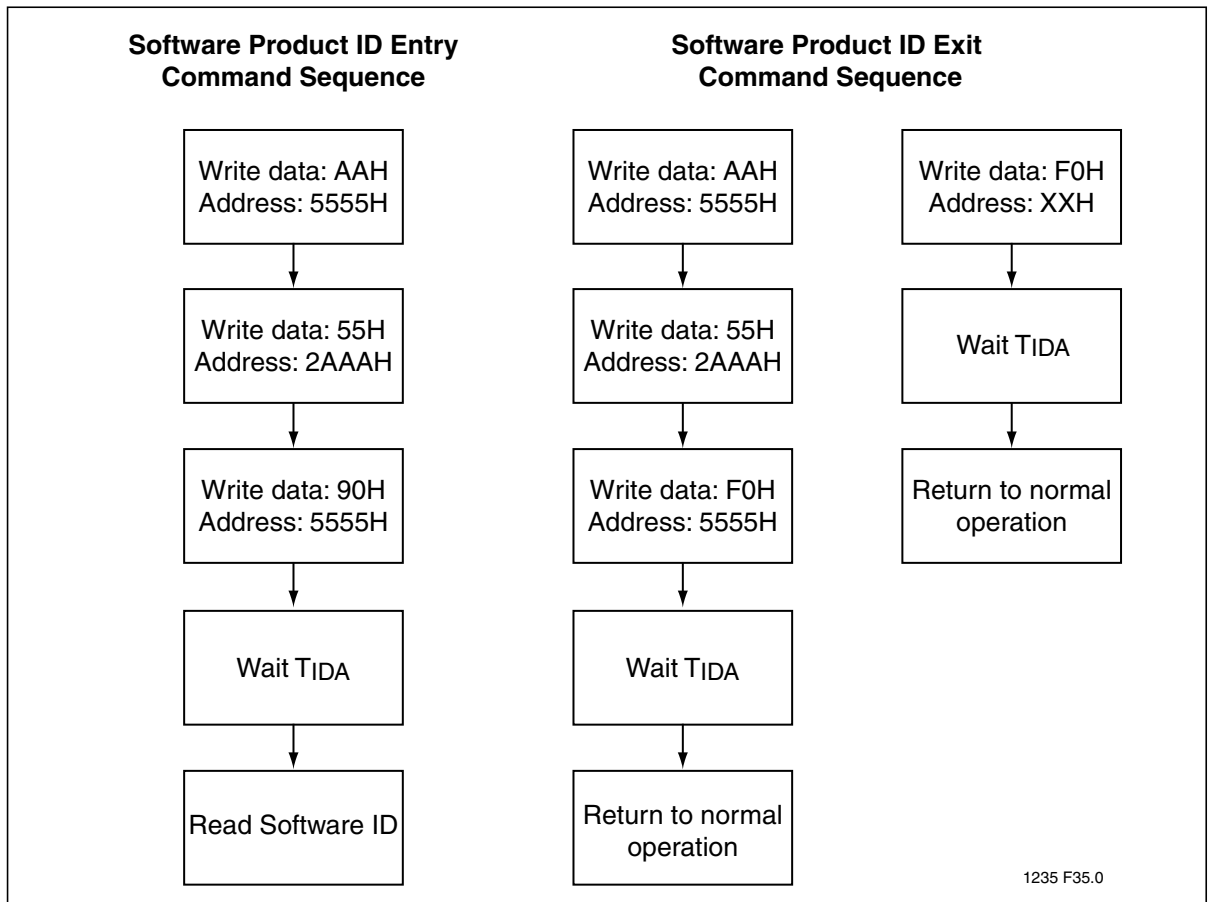 Software Product ID Entry
Command Sequence
Write data: AAH
Address: 5555H
Write data: 55H
Address: 2AAAH
Write data: 90H
Address: 5555H
Wait TIDA
Read Software ID
Software Product ID Exit
Command Sequence
Write data: AAH
Address: 5555H
Write data: 55H
Address: 2AAAH
Write data: F0H
Address: 5555H
Wait TIDA
Return to normal
operation
Write data: F0H
Address: XXH
Wait TIDA
Return to normal
operation
1235 F35.0